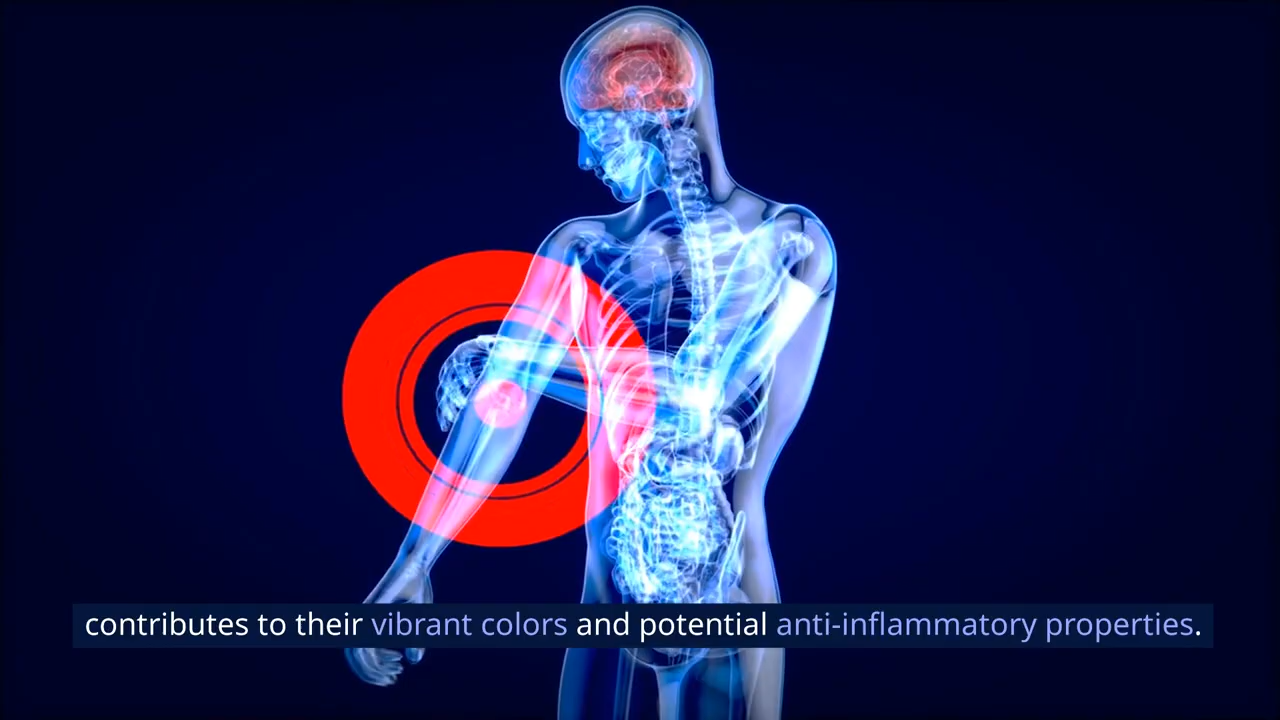 contributes to their vibrant colors and potential anti-inflammatory properties.